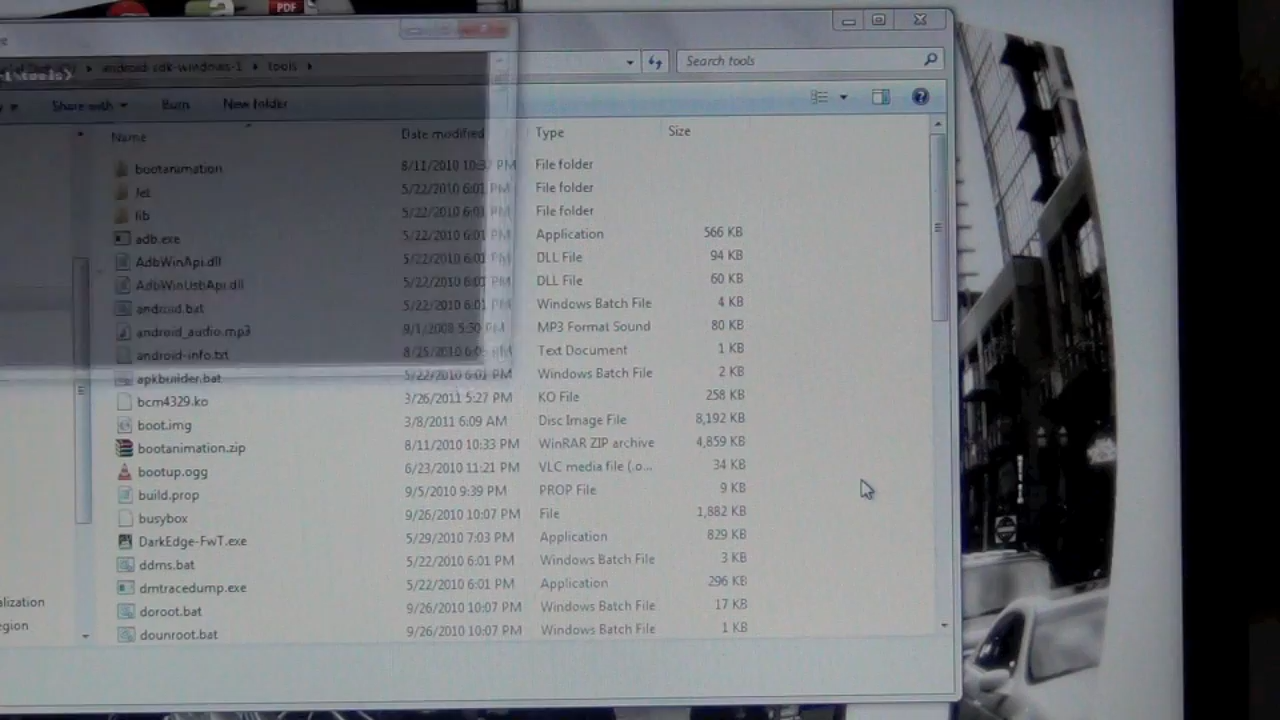 PDF
android-sdk-windows-1 tools
\tools>
Search tools
Share with Burn New folder
Name Date modified Type Size
bootanimation 8/11/2010 10:32 PM File folder
Jet 5/22/2010 6:01 PM File folder
lib 5/22/2010 6:01 PM File folder
adb.exe 5/22/2010 6:01 PM Application 566 KB
AdbWinApi.dll 5/22/2010 6:01 PM DLL File 94 KB
AdbWinUsbApi.dll 5/22/2010 6:01 PM DLL File 60 KB
android.bat 5/22/2010 6:01 PM Windows Batch File 4 KB
android_audio.mp3 9/1/2008 5:30 PM MP3 Format Sound 80 KB
android-info.txt 8/25/2010 PM Text Document 1 KB
apkbuilder.bat 5/22/2010 6:01 PM Windows Batch File 2 KB
bcm4329.ko 3/26/2011 5:27 PM KO File 258 KB
boot.img 3/8/2011 6:09 AM Disc Image File 8,192 KB
bootanimation.zip 8/11/2010 10:33 PM WinRAR ZIP archive 4,859 KB
bootup.ogg 6/23/2010 11:21 PM VLC media file (.o... 34 KB
build.prop 9/5/2010 9:39 PM PROP File 9 KB
busybox 9/26/2010 10:07 PM File 1,882 KB
DarkEdge-FwT.exe 5/29/2010 7:03 PM Application 829 KB
ddms.bat 5/22/2010 6:01 PM Windows Batch File 3 KB
dmtracedump.exe 5/22/2010 6:01 PM Application 296 KB
alization
doroot.bat 9/26/2010 10:07 PM Windows Batch File 17 KB
egion
dounroot.bat 9/26/2010 10:07 PM Windows Batch File 1 KB